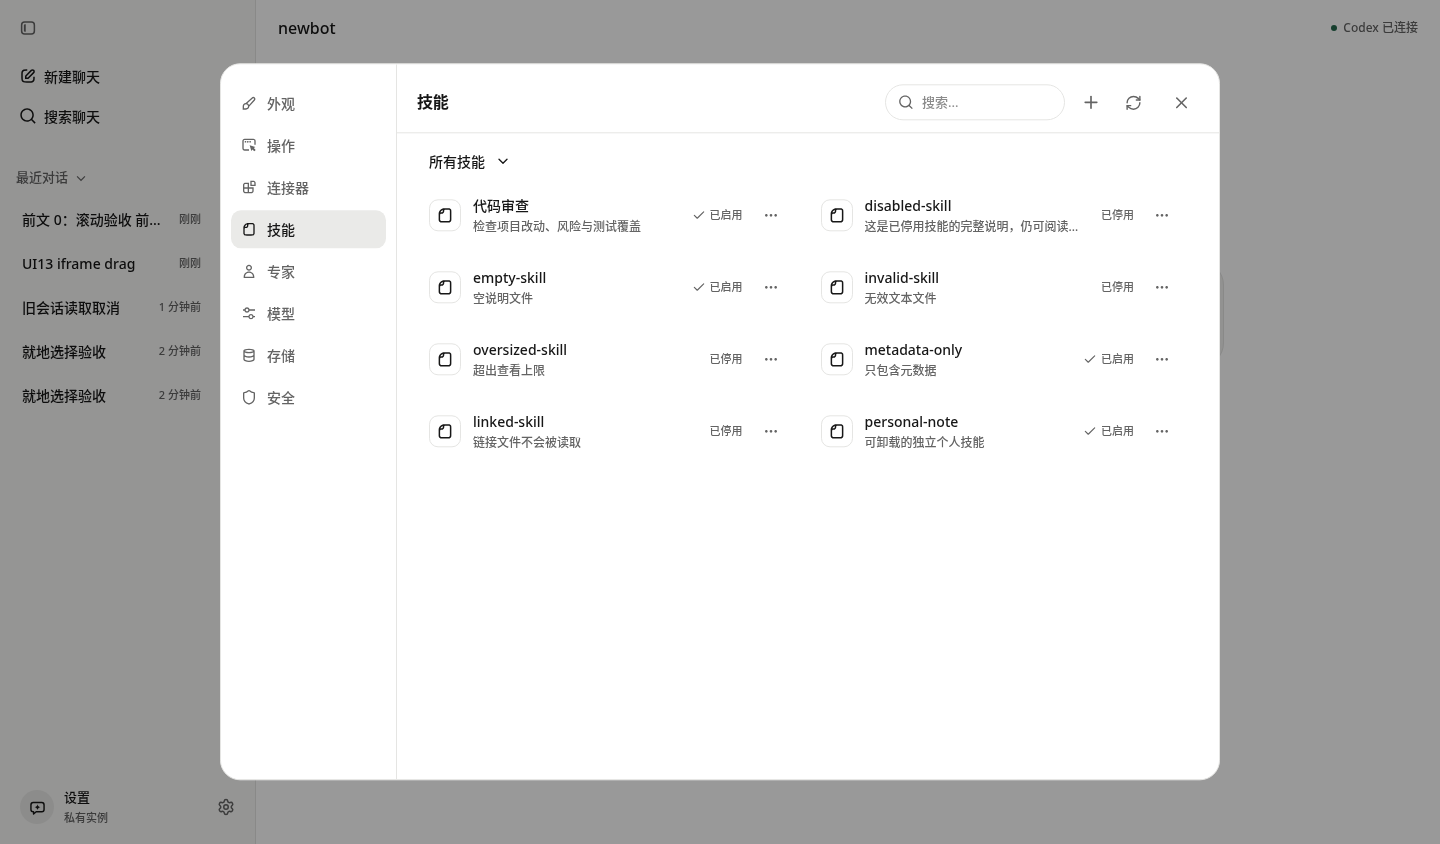 newbot
Codex 已连接
新建聊天
搜索聊天
最近对话
前文 0：滚动验收 前… 刚刚
UI13 iframe drag 刚刚
旧会话读取取消 1 分钟前
就地选择验收 2 分钟前
就地选择验收 2 分钟前
设置
私有实例
外观
操作
连接器
技能
专家
模型
存储
安全
技能
搜索...
所有技能
代码审查
检查项目改动、风险与测试覆盖
已启用
disabled-skill
这是已停用技能的完整说明，仍可阅读...
已停用
empty-skill
空说明文件
已启用
invalid-skill
无效文本文件
已停用
oversized-skill
超出查看上限
已停用
metadata-only
只包含元数据
已启用
linked-skill
链接文件不会被读取
已停用
personal-note
可卸载的独立个人技能
已启用